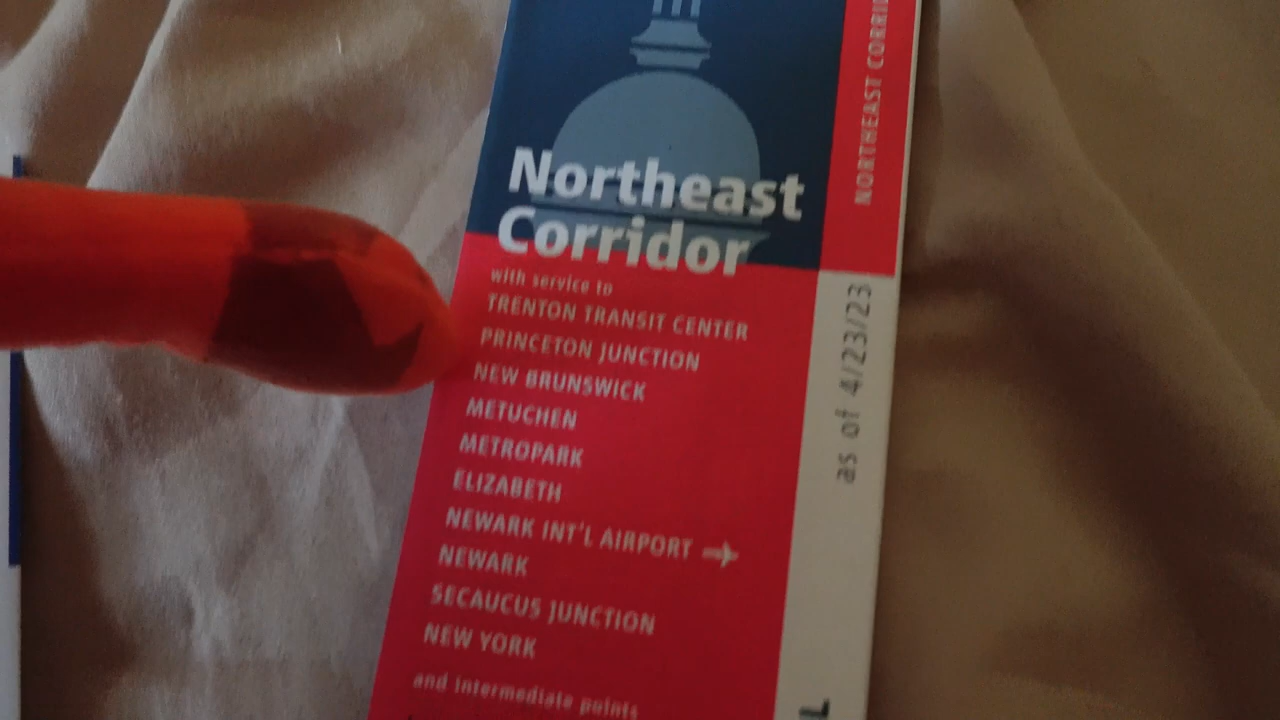 Northeast
Corridor
with service to
TRENTON TRANSIT CENTER
PRINCETON JUNCTION
NEW BRUNSWICK
METUCHEN
METROPARK
ELIZABETH
NEWARK INT'L AIRPORT
NEWARK
SECAUCUS JUNCTION
NEW YORK
and intermediate points
NORTHEAST
as of 4/23/23